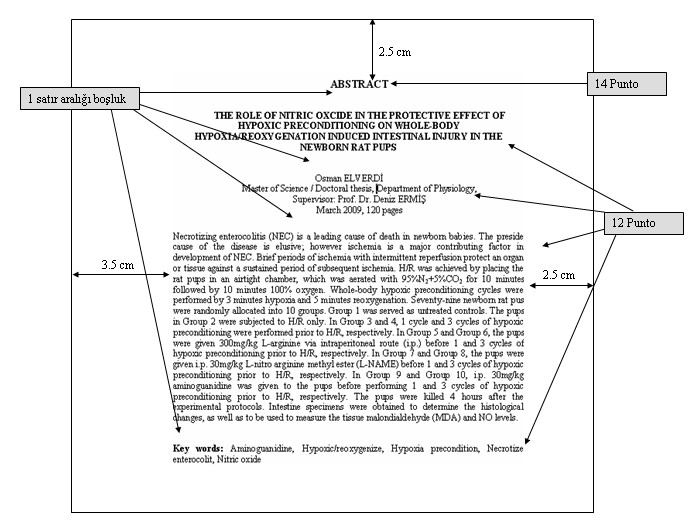 2.5 cm
ABSTRACT
14 Punto
1 satır aralığı boşluk
THE ROLE OF NITRIC OXCIDE IN THE PROTECTIVE EFFECT OF
HYPOXIC PRECONDITIONING ON WHOLE-BODY
HYPOXIA/REOXYGENATION INDUCED INTESTINAL INJURY IN THE
NEWBORN RAT PUPS
Osman ELVERDİ
Master of Science / Doctoral thesis, Department of Physiology,
Supervisor: Prof. Dr. Deniz ERMİŞ
March 2009, 120 pages
12 Punto
Necrotizing enterocolitis (NEC) is a leading cause of death in newborn babies. The preside
cause of the disease is elusive; however ischemia is a major contributing factor in
development of NEC. Brief periods of ischemia with intermittent reperfusion protect an organ
or tissue against a sustained period of subsequent ischemia. H/R was achieved by placing the
rat pups in an airtight chamber, which was aerated with 95%N₂+5%CO₂ for 10 minutes
followed by 10 minutes 100% oxygen. Whole-body hypoxic preconditioning cycles were
performed by 3 minutes hypoxia and 5 minutes reoxygenation. Seventy-nine newborn rat pus
were randomly allocated into 10 groups. Group 1 was served as untreated controls. The pups
in Group 2 were subjected to H/R only. In Group 3 and 4, 1 cycle and 3 cycles of hypoxic
preconditioning were performed prior to H/R, respectively. In Group 5 and Group 6, the pups
were given 300mg/kg L-arginine via intraperitoneal route (i.p.) before 1 and 3 cycles of
hypoxic preconditioning prior to H/R, respectively. In Group 7 and Group 8, the pups were
given i.p. 30mg/kg L-nitro arginine methyl ester (L-NAME) before 1 and 3 cycles of hypoxic
preconditioning prior to H/R, respectively. In Group 9 and Group 10, i.p. 30mg/kg
aminoguanidine was given to the pups before performing 1 and 3 cycles of hypoxic
preconditioning prior to H/R, respectively. The pups were killed 4 hours after the
experimental protocols. Intestine specimens were obtained to determine the histological
changes, as well as to be used to measure the tissue malondialdehyde (MDA) and NO levels.
3.5 cm
2.5 cm
Key words: Aminoguanidine, Hypoxic/reoxygenize, Hypoxia precondition, Necrotize
enterocolit, Nitric oxide